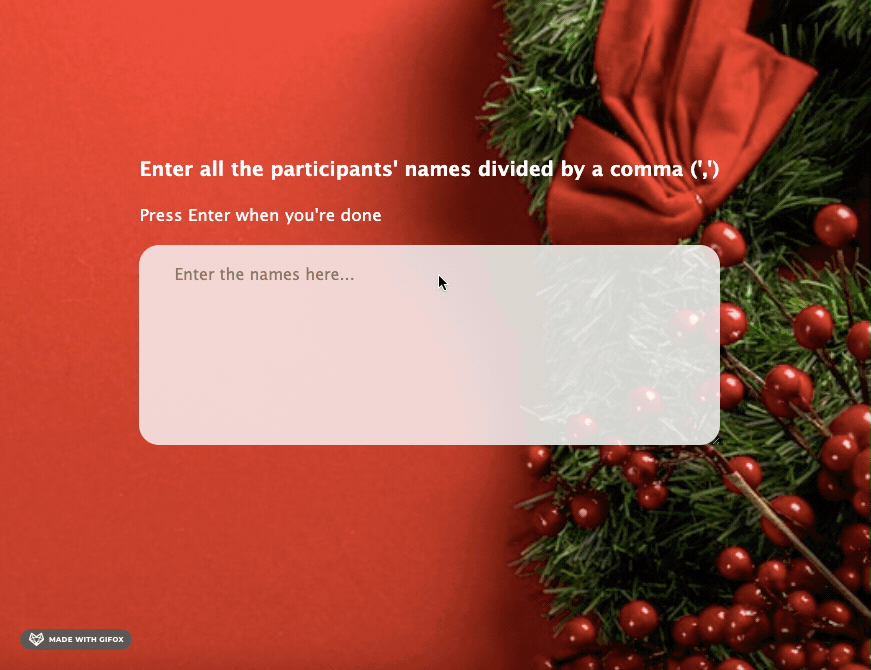 Enter all the participants' names divided by a comma (',')
Press Enter when you're done
Enter the names here...
MADE WITH GIFOX